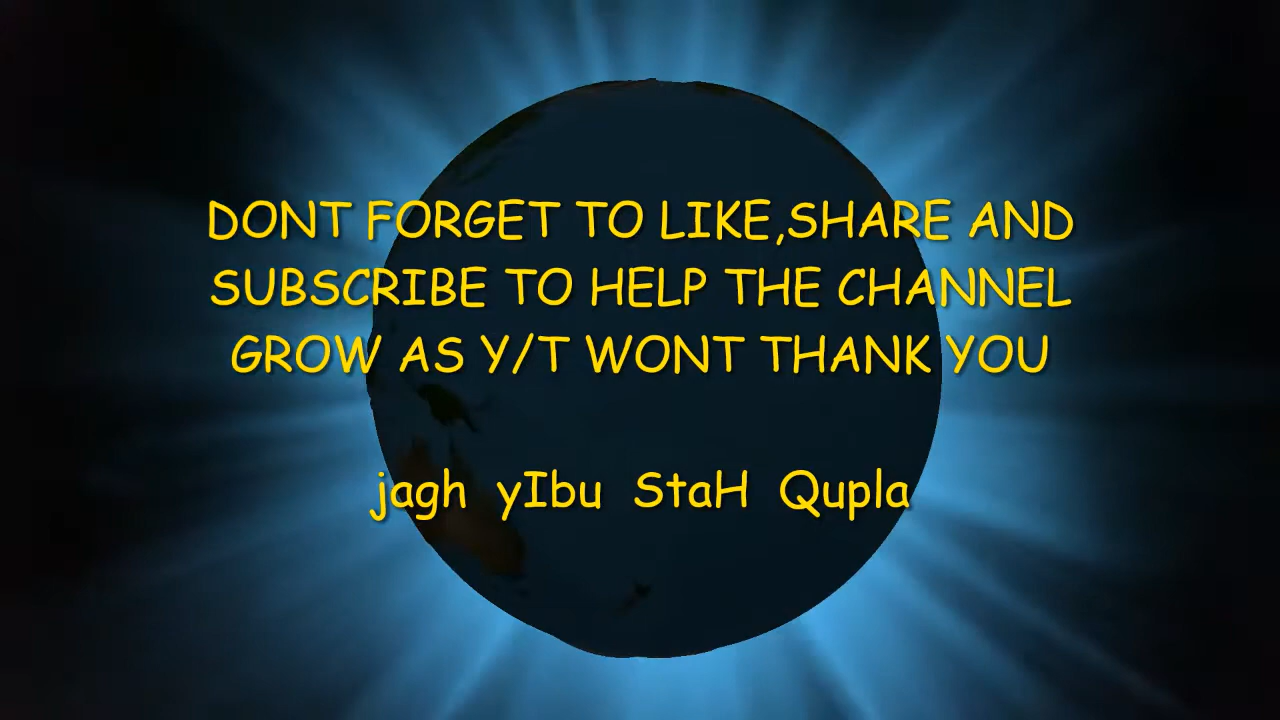 DONT FORGET TO LIKE,SHARE AND
SUBSCRIBE TO HELP THE CHANNEL
GROW AS Y/T WONT THANK YOU
jagh yIbu StaH Qupla